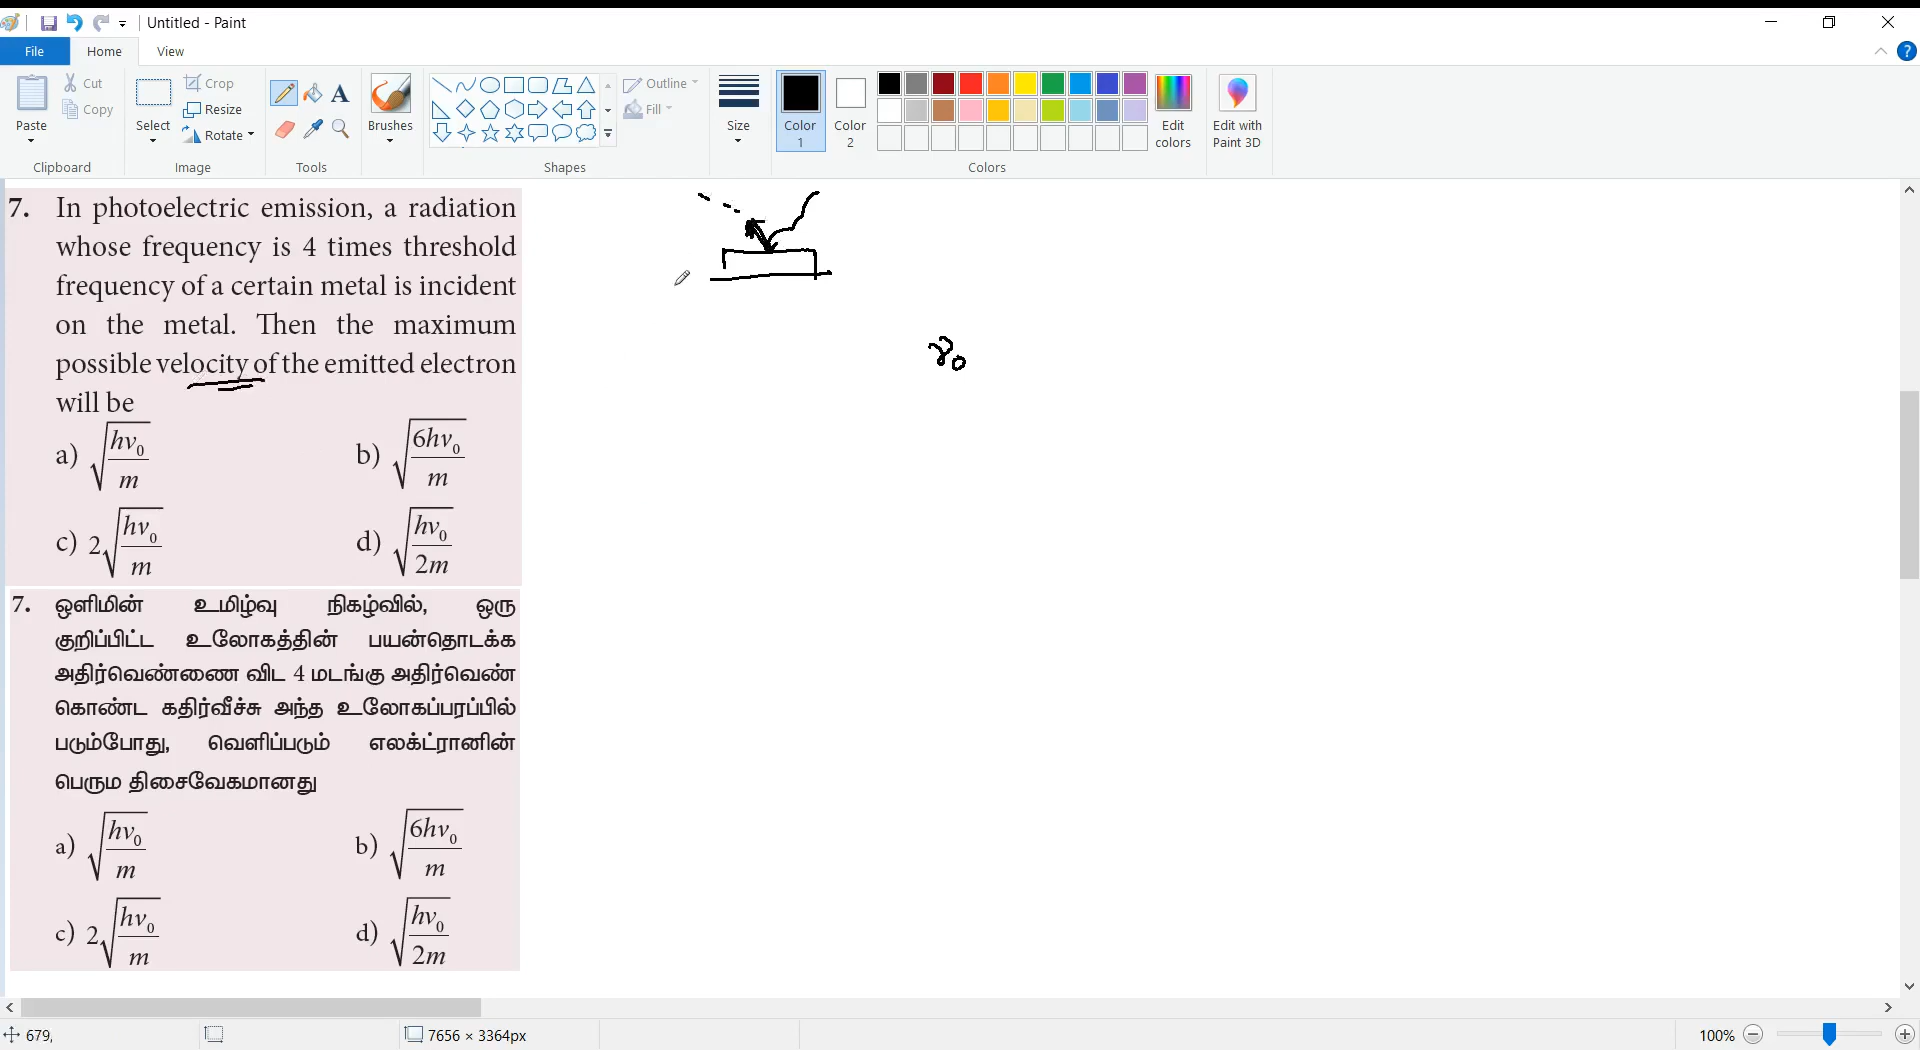 Untitled - Paint
File Home View
Paste
Cut
Copy
Clipboard
Select
Crop
Resize
Rotate
Image
Tools
Brushes
Shapes
Outline
Fill
Size
Color 1
Color 2
Colors
Edit colors
Edit with Paint 3D
7. In photoelectric emission, a radiation
whose frequency is 4 times threshold
frequency of a certain metal is incident
on the metal. Then the maximum
possible velocity of the emitted electron
will be
a) √(hν₀/m) b) √(6hν₀/m)
c) 2√(hν₀/m) d) √(hν₀/2m)
γ₀
7. ஒளிமின் உமிழ்வு நிகழ்வில், ஒரு
குறிப்பிட்ட உலோகத்தின் பயன்தொடக்க
அதிர்வெண்ணை விட 4 மடங்கு அதிர்வெண்
கொண்ட கதிர்வீச்சு அந்த உலோகப்பரப்பில்
படும்போது, வெளிப்படும் எலக்ட்ரானின்
பெரும திசைவேகமானது
a) √(hν₀/m) b) √(6hν₀/m)
c) 2√(hν₀/m) d) √(hν₀/2m)
679,
7656 × 3364px
100%